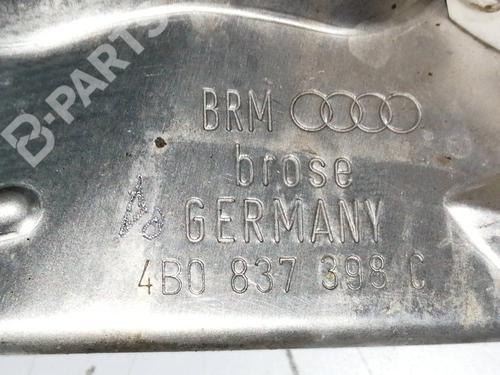 B-PARTS
BRM
brose
GERMANY
4B0 837 398 C